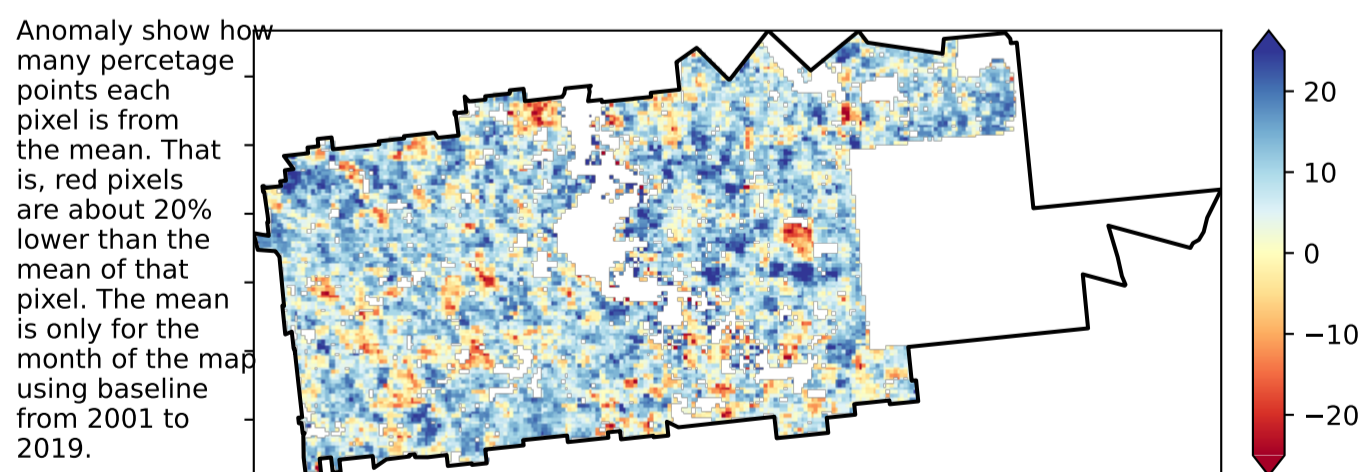 Anomaly show how
many percetage
points each
pixel is from
the mean. That
is, red pixels
are about 20%
lower than the
mean of that
pixel. The mean
is only for the
month of the map
using baseline
from 2001 to
2019.
20
10
0
−10
−20